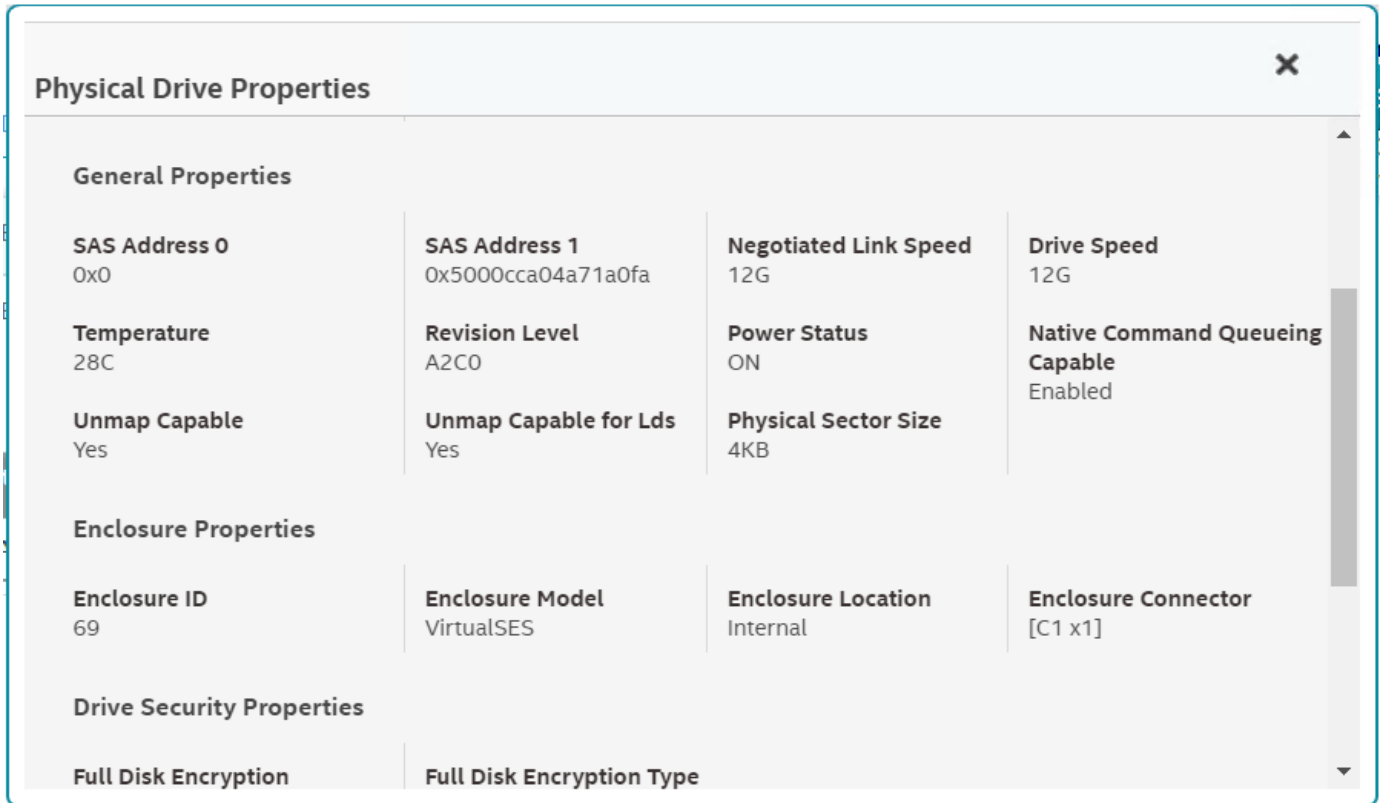 Physical Drive Properties
General Properties
SAS Address 0
0x0
SAS Address 1
0x5000cca04a71a0fa
Negotiated Link Speed
12G
Drive Speed
12G
Temperature
28C
Revision Level
A2C0
Power Status
ON
Native Command Queueing
Capable
Enabled
Unmap Capable
Yes
Unmap Capable for Lds
Yes
Physical Sector Size
4KB
Enclosure Properties
Enclosure ID
69
Enclosure Model
VirtualSES
Enclosure Location
Internal
Enclosure Connector
[C1 x1]
Drive Security Properties
Full Disk Encryption
Full Disk Encryption Type